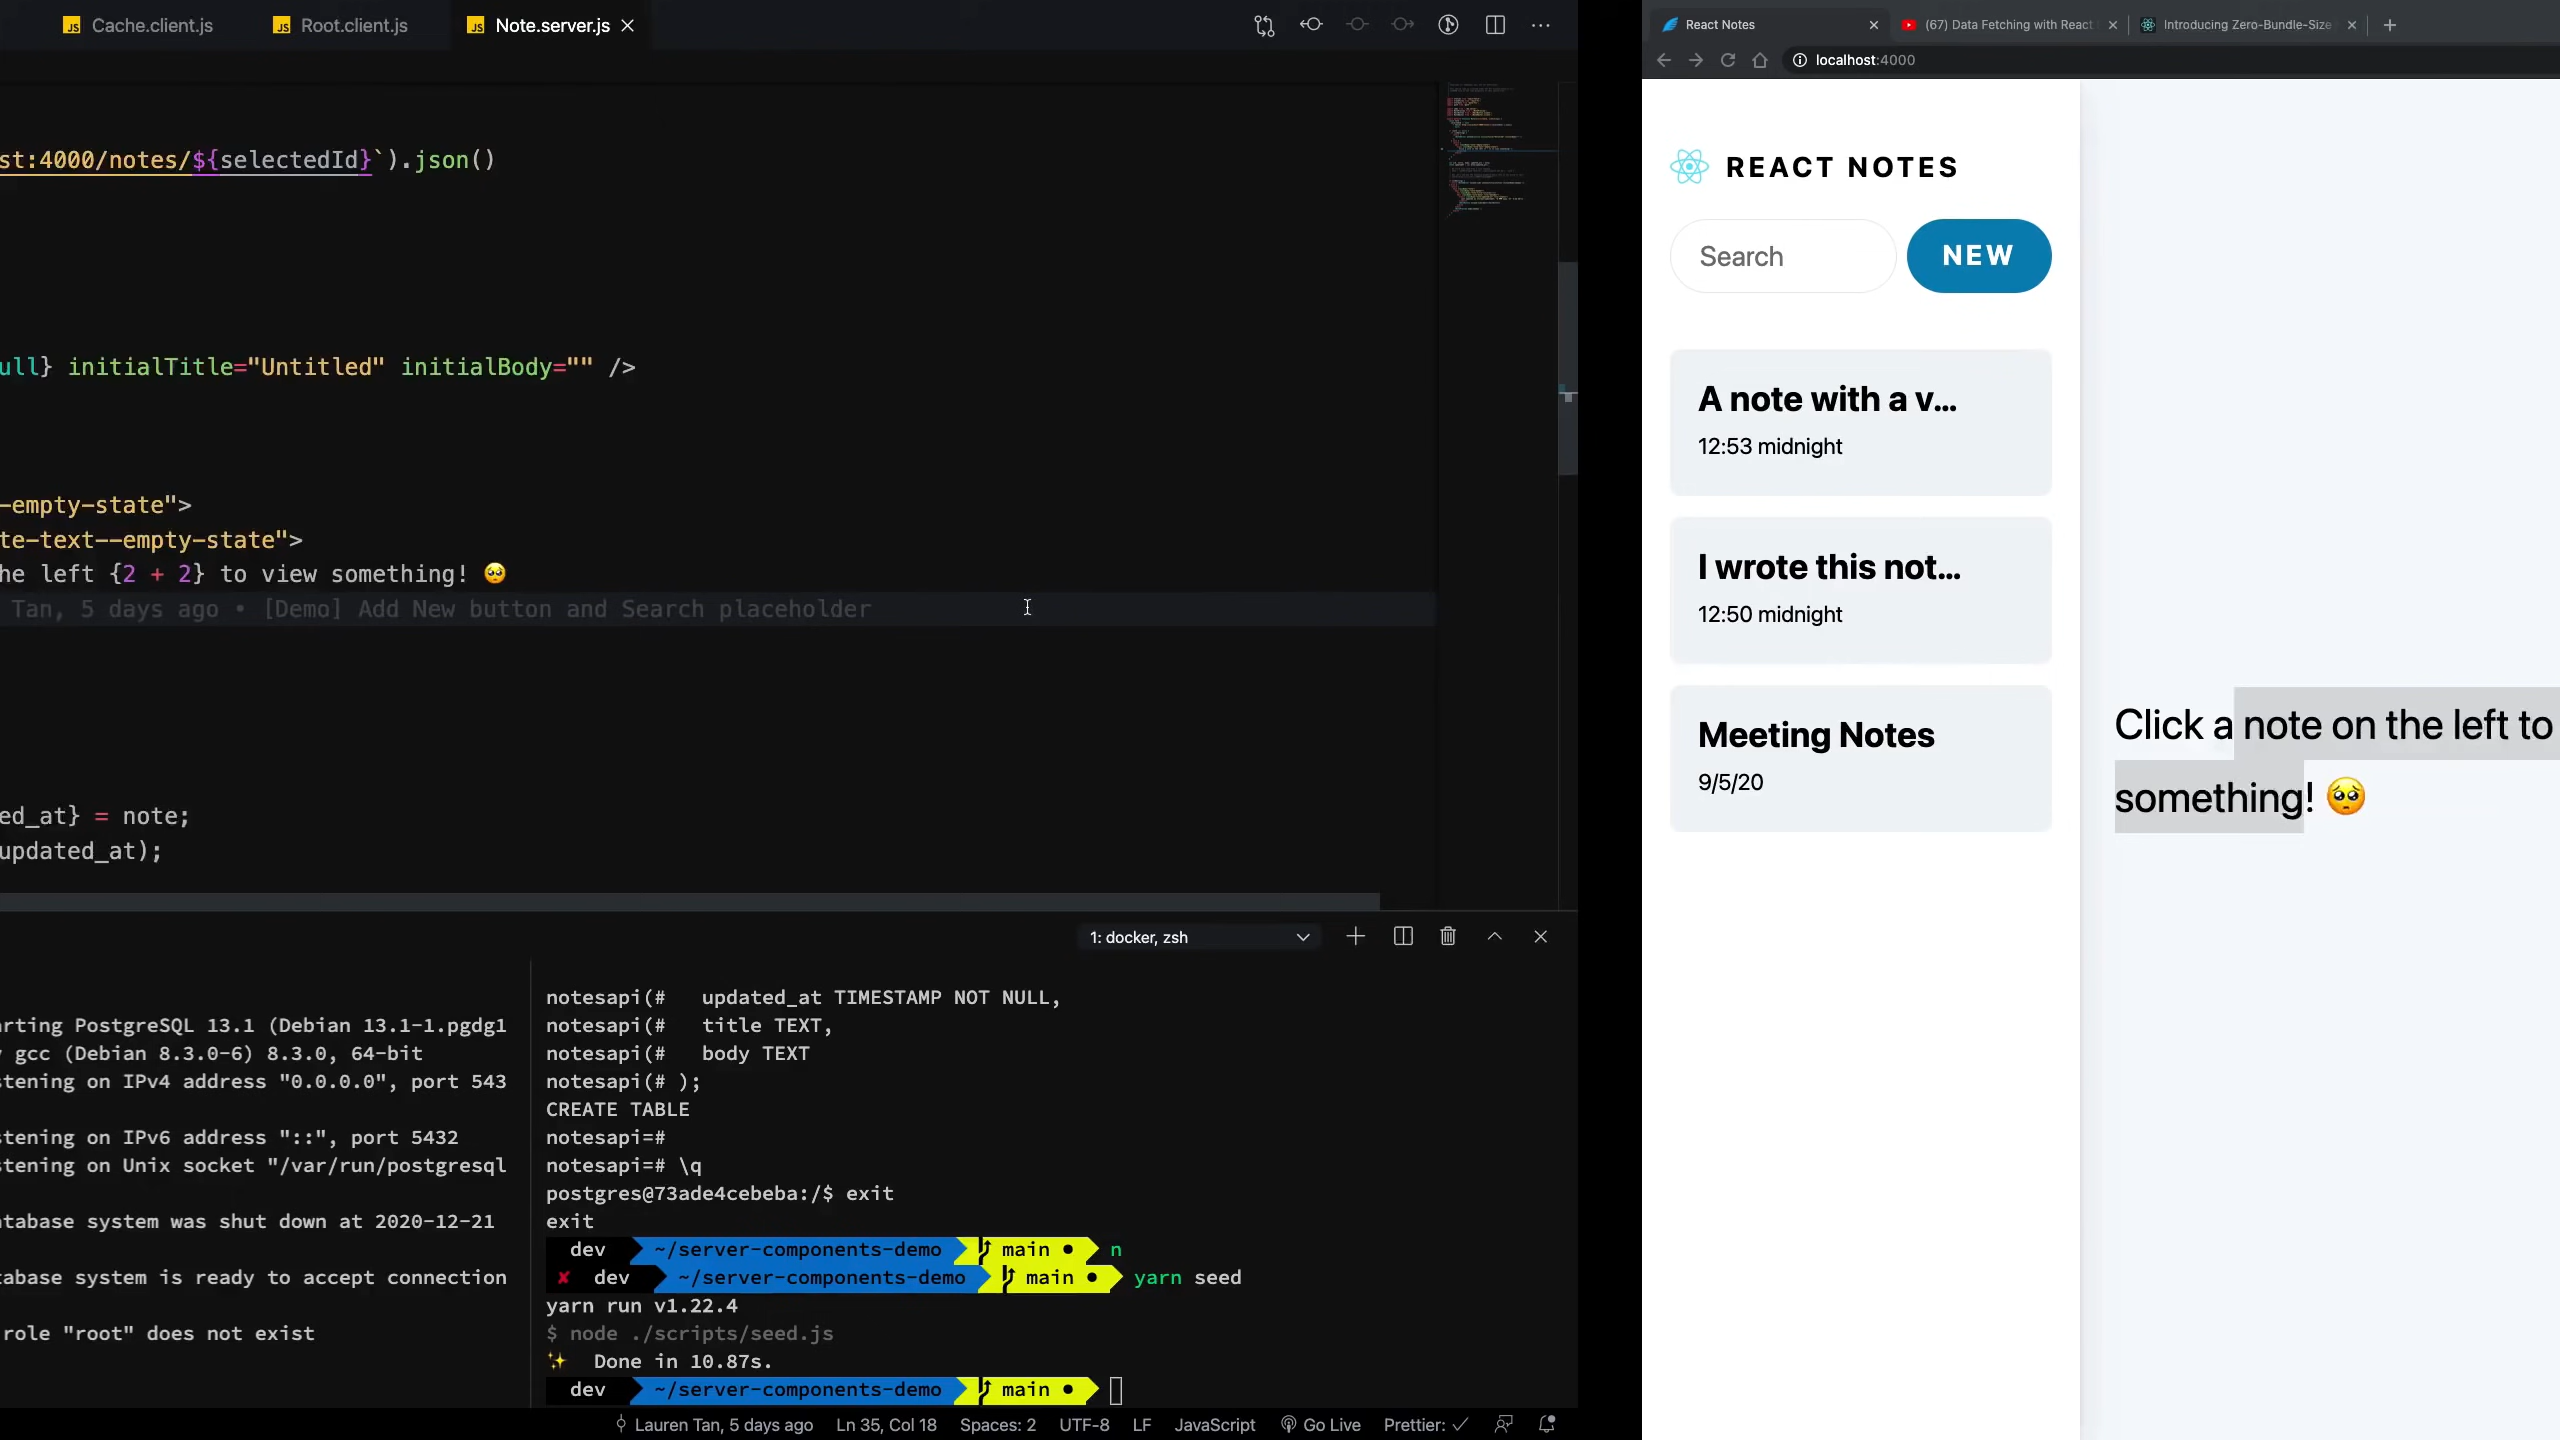 Cache.client.js
Root.client.js
Note.server.js
st:4000/notes/${selectedId}`).json()
ull} initialTitle="Untitled" initialBody="" />
-empty-state">
te-text--empty-state">
he left {2 + 2} to view something! 🥺
Tan, 5 days ago • [Demo] Add New button and Search placeholder
ed_at} = note;
updated_at);
1: docker, zsh
arting PostgreSQL 13.1 (Debian 13.1-1.pgdg1
y gcc (Debian 8.3.0-6) 8.3.0, 64-bit
stening on IPv4 address "0.0.0.0", port 543
stening on IPv6 address "::", port 5432
stening on Unix socket "/var/run/postgresql
atabase system was shut down at 2020-12-21
tabase system is ready to accept connection
role "root" does not exist
notesapi(#   updated_at TIMESTAMP NOT NULL,
notesapi(#   title TEXT,
notesapi(#   body TEXT
notesapi(# );
CREATE TABLE
notesapi=#
notesapi=# \q
postgres@73ade4cebeba:/$ exit
exit
dev ~/server-components-demo main ● n
✘ dev ~/server-components-demo main ● yarn seed
yarn run v1.22.4
$ node ./scripts/seed.js
✨  Done in 10.87s.
dev ~/server-components-demo main ●
Lauren Tan, 5 days ago
Ln 35, Col 18
Spaces: 2
UTF-8
LF
JavaScript
Go Live
Prettier: ✓
React Notes
(67) Data Fetching with React
Introducing Zero-Bundle-Size
localhost:4000
REACT NOTES
Search
NEW
A note with a v...
12:53 midnight
I wrote this not...
12:50 midnight
Meeting Notes
9/5/20
Click a note on the left to
something! 🥺